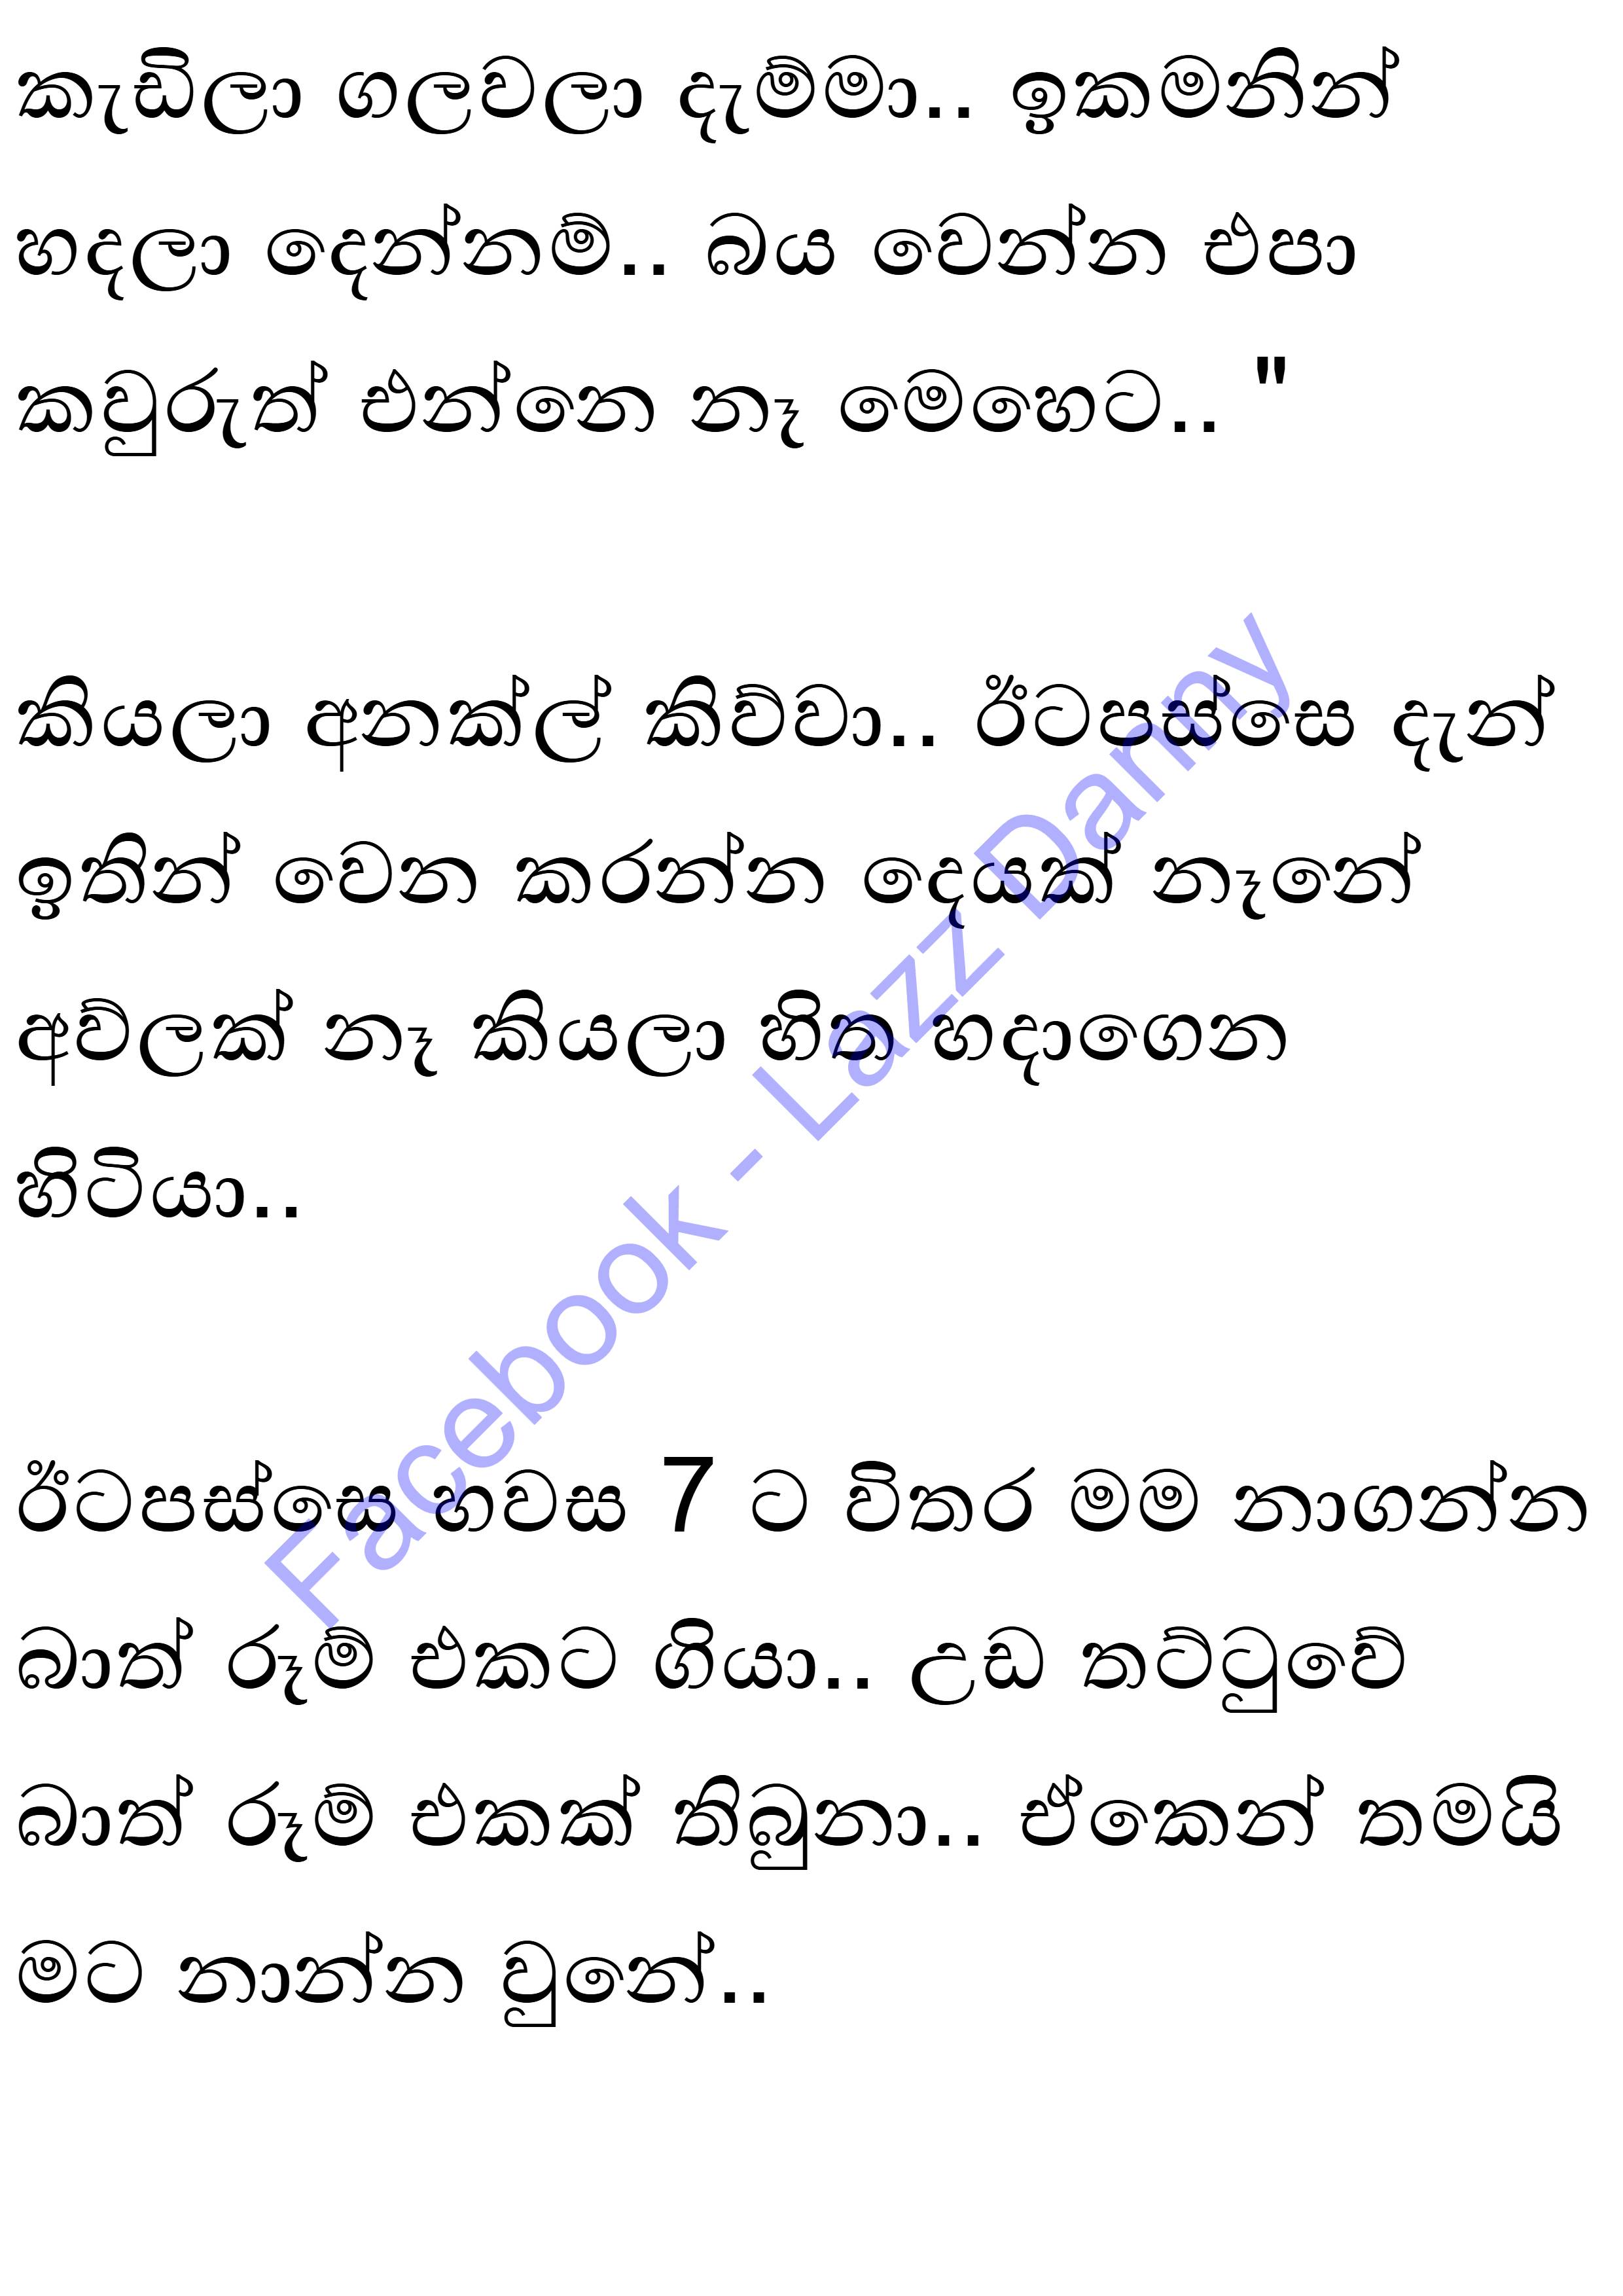 කැඩිලා ගලවලා දැම්මා.. ඉකමනින්
හදලා දෙන්නම්.. බය වෙන්න එපා
කවුරුත් එන්නෙ නෑ මෙහෙට.. "
කියලා අනක්ල් කිව්වා.. ඊටපස්සෙ දැන්
ඉතින් වෙන කරන්න දෙයක් නෑනේ
අව්ලක් නෑ කියලා හිත හදාගෙන
හිටියා..
ඊටපස්සෙ හවස 7 ට විතර මම නාගන්න
බාත් රූම් එකට ගියා.. උඩ තට්ටුවේ
බාත් රූම් එකක් තිබුනා.. ඒකෙන් තමයි
මට නාන්න වුනේ..
Facebook - Lazz Danny